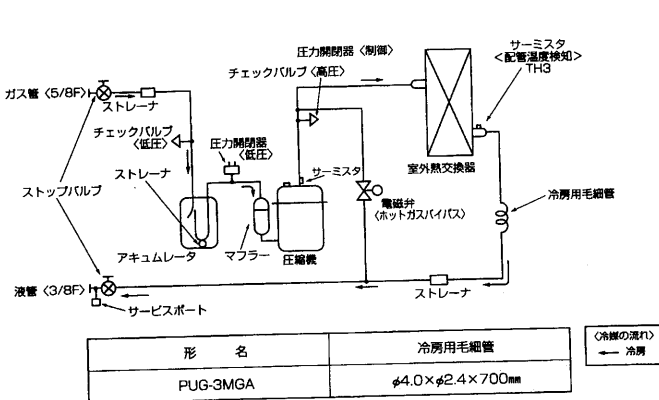 圧力開閉器〈制御〉
チェックバルブ〈高圧〉
サーミスタ
〈配管温度検知〉
TH3
ガス管〈5/8F〉
ストレーナ
チェックバルブ
〈低圧〉
圧力開閉器
〈低圧〉
ストレーナ
サーミスタ
室外熱交換器
ストップバルブ
電磁弁
〈ホットガスバイパス〉
冷房用毛細管
アキュムレータ
マフラー
圧縮機
液管〈3/8F〉
サービスポート
ストレーナ
〈冷媒の流れ〉
冷房
形 名
冷房用毛細管
PUG-3MGA
φ4.0×φ2.4×700mm